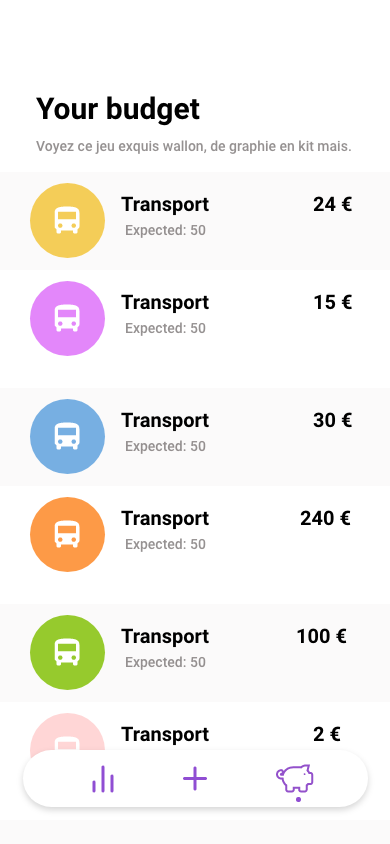 Your budget
Voyez ce jeu exquis wallon, de graphie en kit mais.
Transport 24 €
Expected: 50
Transport 15 €
Expected: 50
Transport 30 €
Expected: 50
Transport 240 €
Expected: 50
Transport 100 €
Expected: 50
Transport 2 €